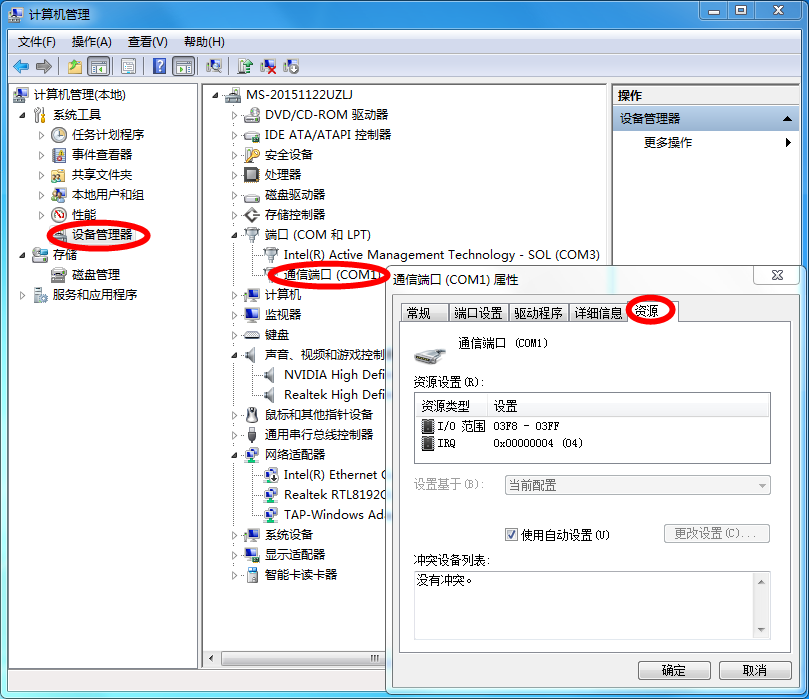 计算机管理
文件(F) 操作(A) 查看(V) 帮助(H)
计算机管理(本地)
系统工具
任务计划程序
事件查看器
共享文件夹
本地用户和组
性能
设备管理器
存储
磁盘管理
服务和应用程序
MS-20151122UZLJ
DVD/CD-ROM 驱动器
IDE ATA/ATAPI 控制器
安全设备
处理器
磁盘驱动器
存储控制器
端口 (COM 和 LPT)
Intel(R) Active Management Technology - SOL (COM3)
通信端口 (COM1)
计算机
监视器
键盘
声音、视频和游戏控制
NVIDIA High Defi
Realtek High Defi
鼠标和其他指针设备
通用串行总线控制器
网络适配器
Intel(R) Ethernet C
Realtek RTL8192C
TAP-Windows Ada
系统设备
显示适配器
智能卡读卡器
操作
设备管理器
更多操作
通信端口 (COM1) 属性
常规 端口设置 驱动程序 详细信息 资源
通信端口 (COM1)
资源设置(R):
资源类型 设置
I/O 范围 03F8 - 03FF
IRQ 0x00000004 (04)
设置基于(B): 当前配置
使用自动设置(U) 更改设置(C)...
冲突设备列表:
没有冲突。
确定 取消